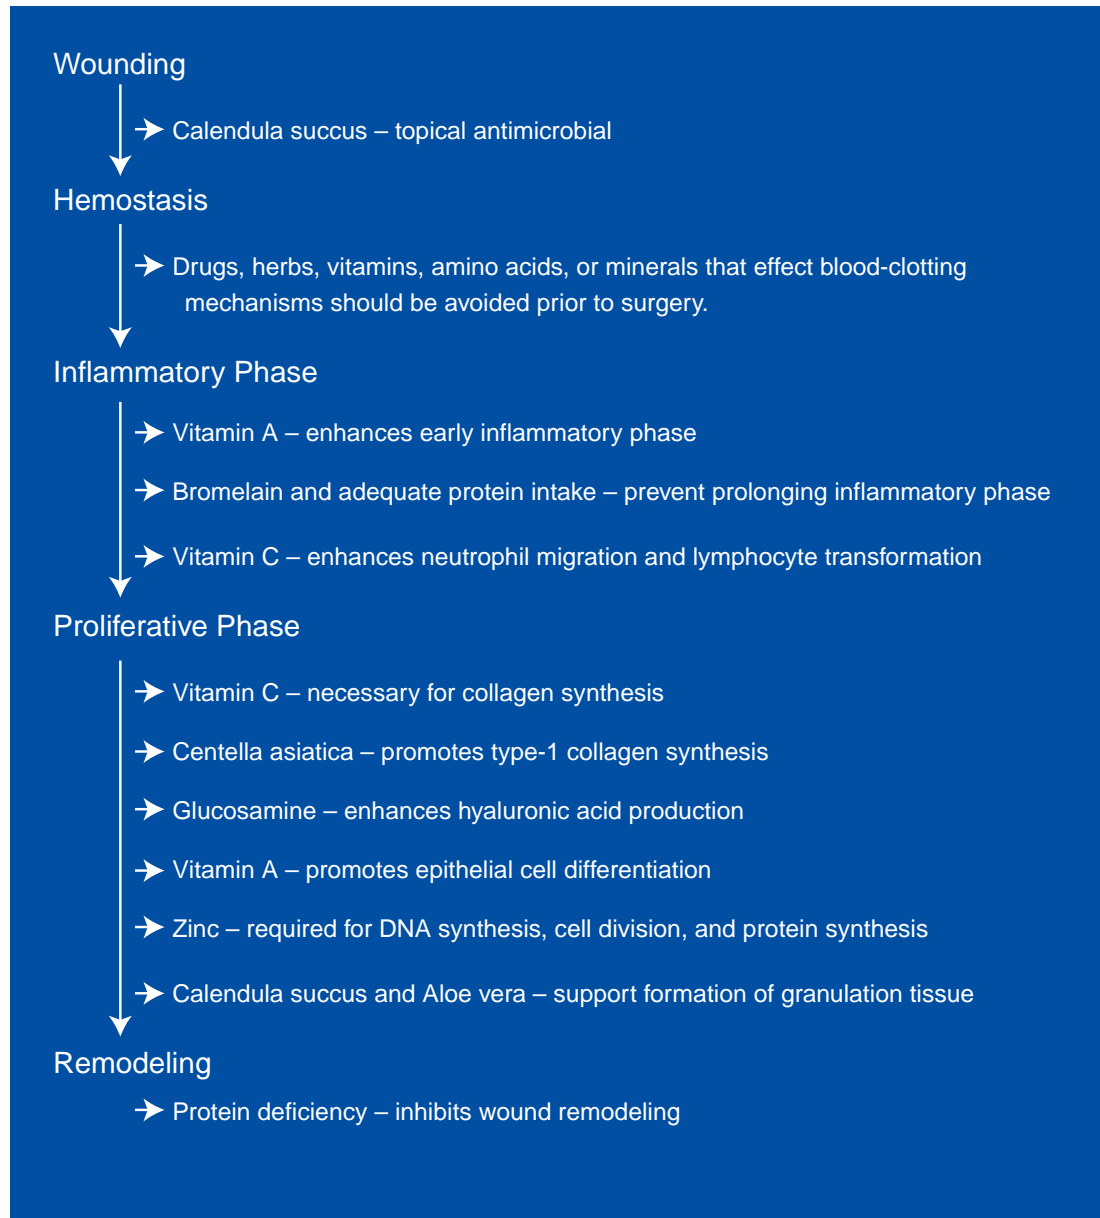 Wounding
Calendula succus – topical antimicrobial
Hemostasis
Drugs, herbs, vitamins, amino acids, or minerals that effect blood-clotting
mechanisms should be avoided prior to surgery.
Inflammatory Phase
Vitamin A – enhances early inflammatory phase
Bromelain and adequate protein intake – prevent prolonging inflammatory phase
Vitamin C – enhances neutrophil migration and lymphocyte transformation
Proliferative Phase
Vitamin C – necessary for collagen synthesis
Centella asiatica – promotes type-1 collagen synthesis
Glucosamine – enhances hyaluronic acid production
Vitamin A – promotes epithelial cell differentiation
Zinc – required for DNA synthesis, cell division, and protein synthesis
Calendula succus and Aloe vera – support formation of granulation tissue
Remodeling
Protein deficiency – inhibits wound remodeling